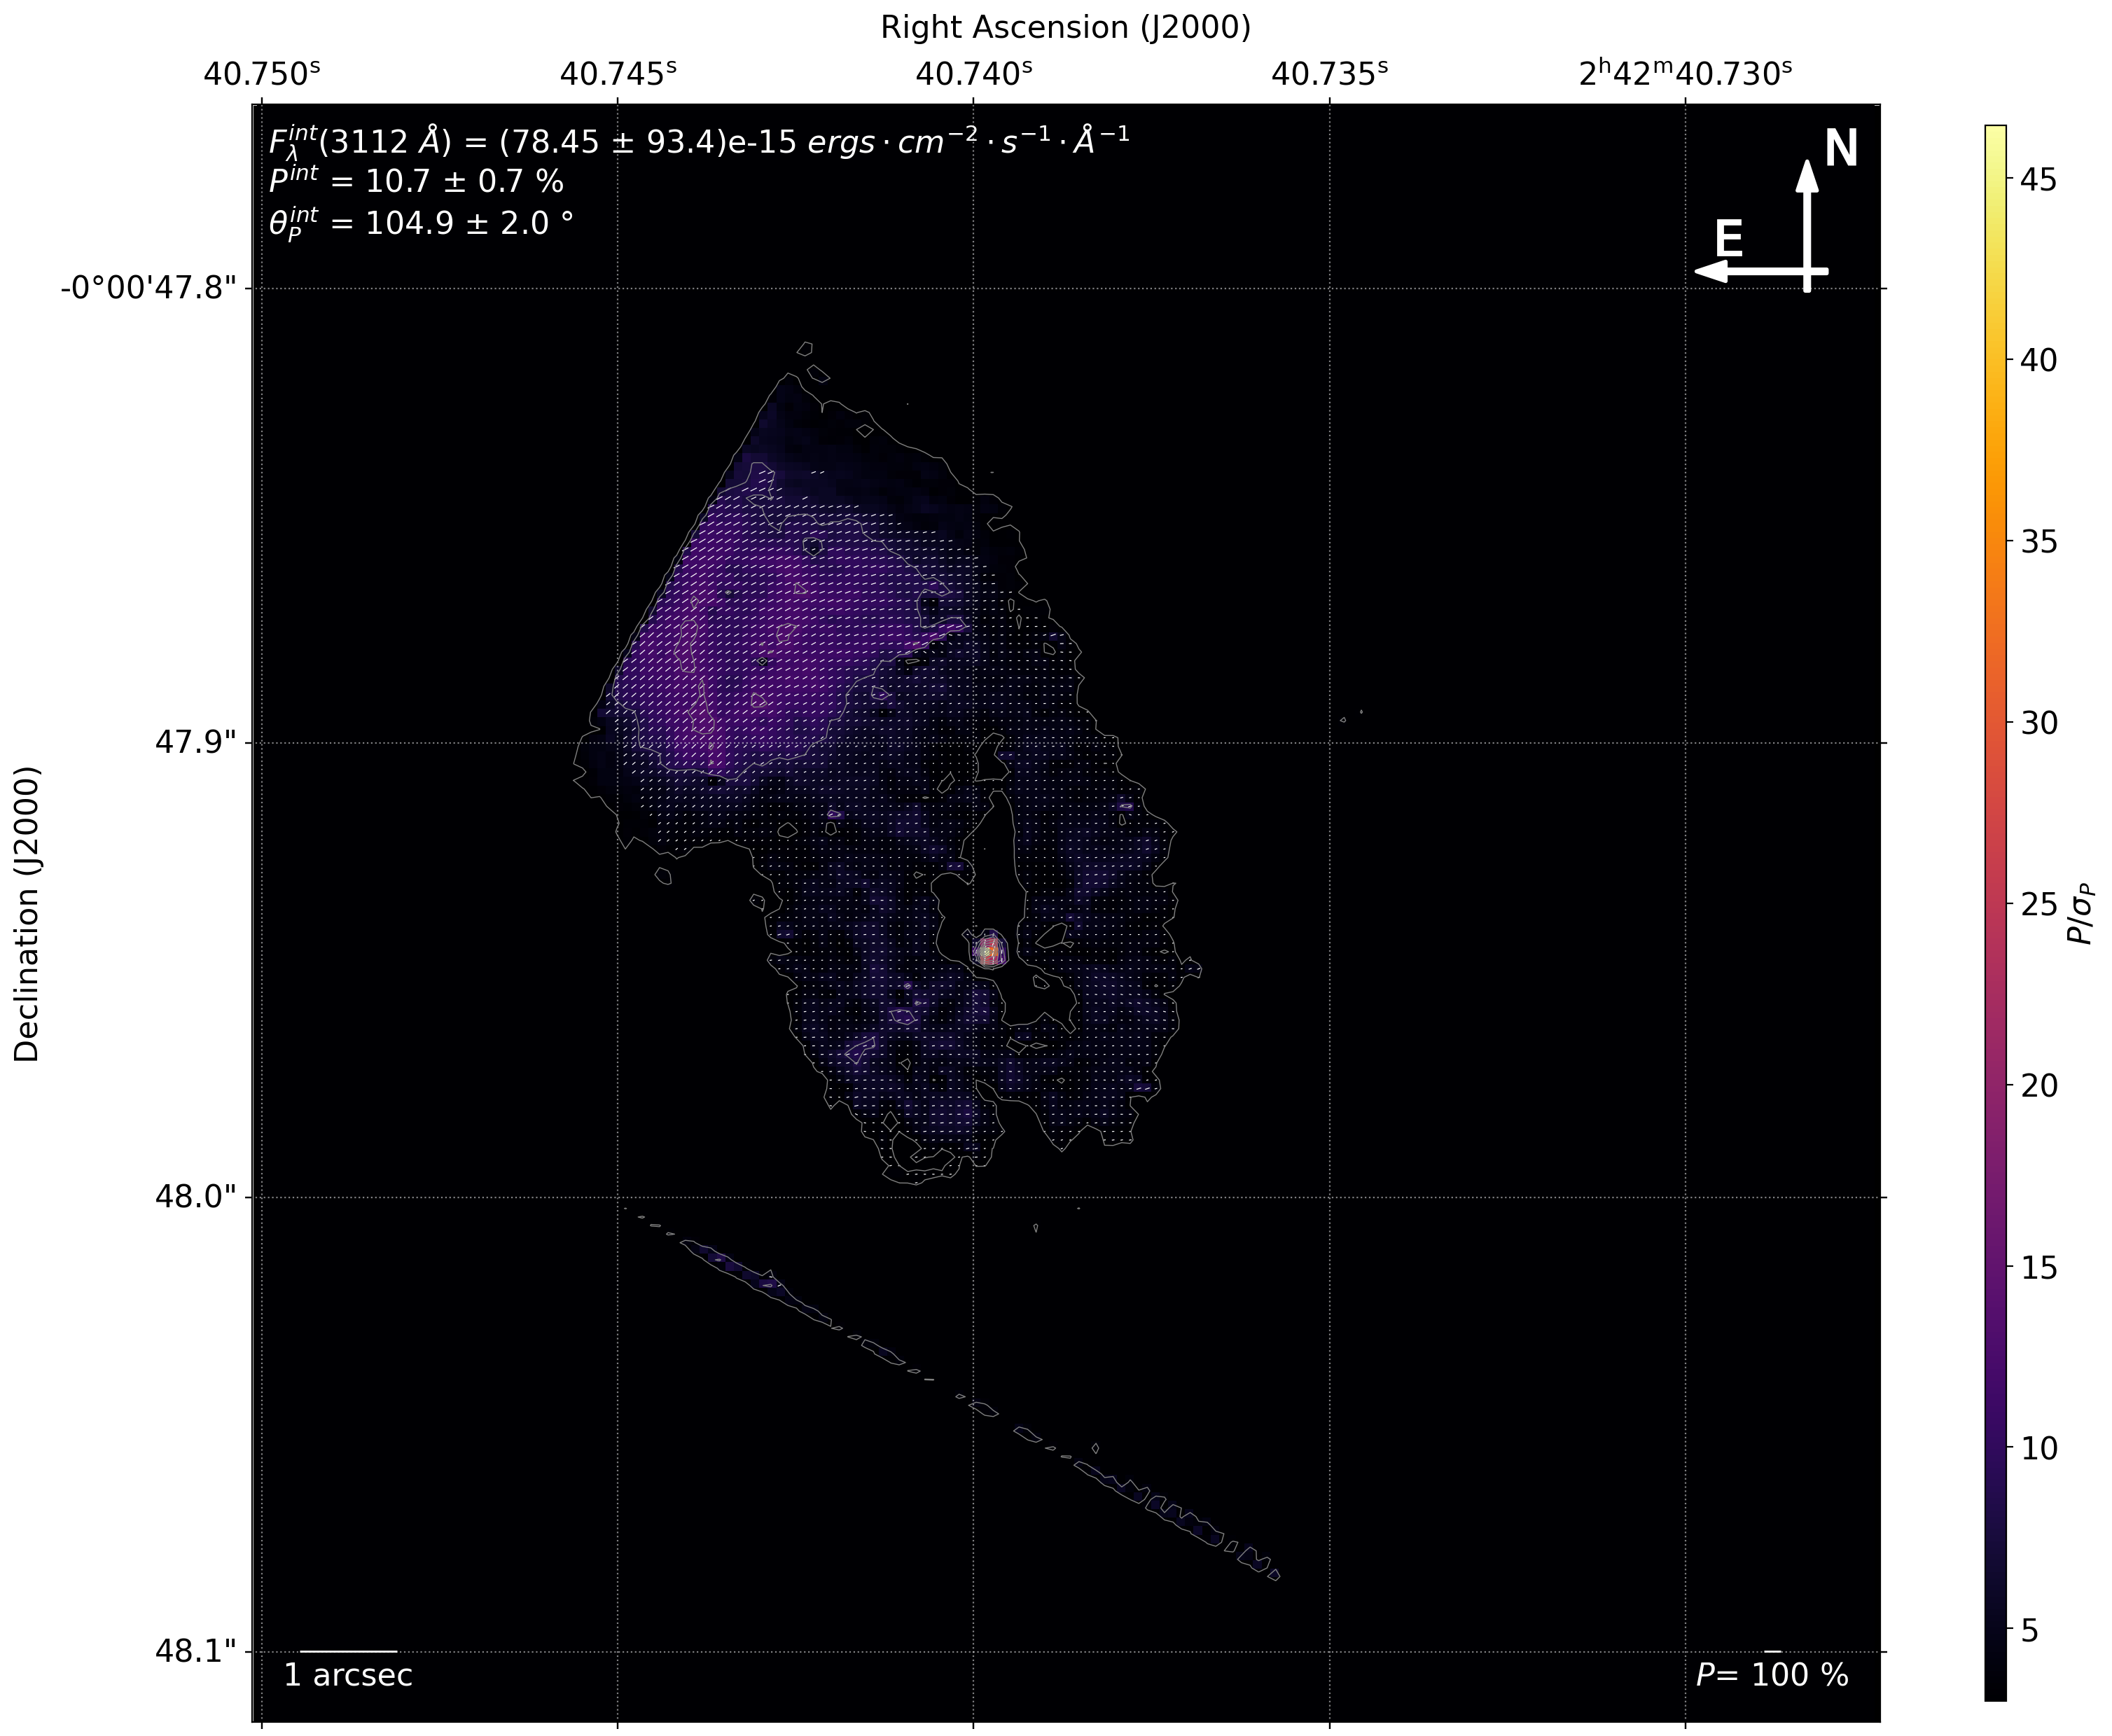 Right Ascension (J2000)
40.750ˢ 40.745ˢ 40.740ˢ 40.735ˢ 2ʰ42ᵐ40.730ˢ
F_λ^int(3112 Å) = (78.45 ± 93.4)e-15 ergs · cm⁻² · s⁻¹ · Å⁻¹
P^int = 10.7 ± 0.7 %
θ_P^int = 104.9 ± 2.0 °
N
E
-0°00'47.8"
47.9"
48.0"
48.1"
Declination (J2000)
1 arcsec
P= 100 %
45
40
35
30
25
20
15
10
5
P/σ_P